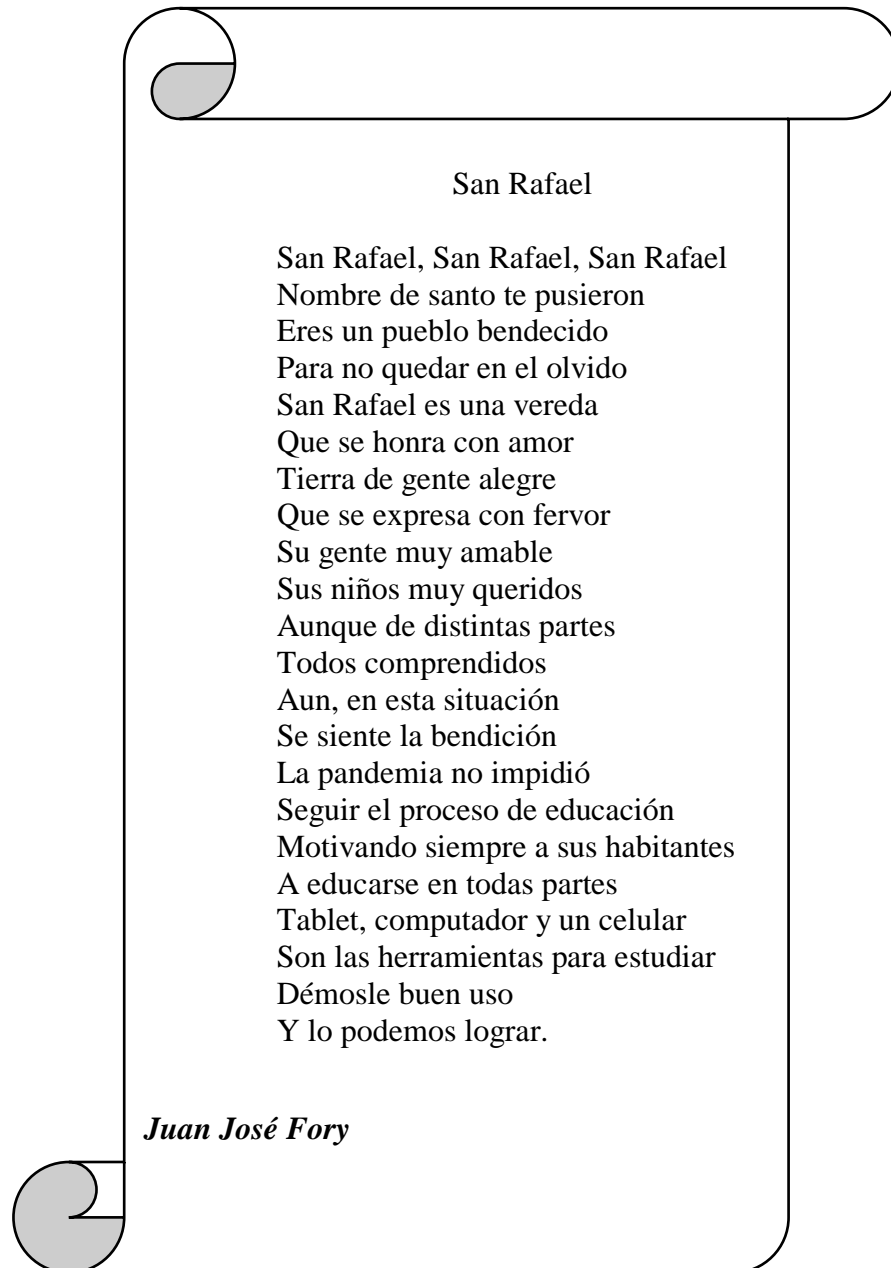 San Rafael
San Rafael, San Rafael, San Rafael
Nombre de santo te pusieron
Eres un pueblo bendecido
Para no quedar en el olvido
San Rafael es una vereda
Que se honra con amor
Tierra de gente alegre
Que se expresa con fervor
Su gente muy amable
Sus niños muy queridos
Aunque de distintas partes
Todos comprendidos
Aun, en esta situación
Se siente la bendición
La pandemia no impidió
Seguir el proceso de educación
Motivando siempre a sus habitantes
A educarse en todas partes
Tablet, computador y un celular
Son las herramientas para estudiar
Démosle buen uso
Y lo podemos lograr.
Juan José Fory